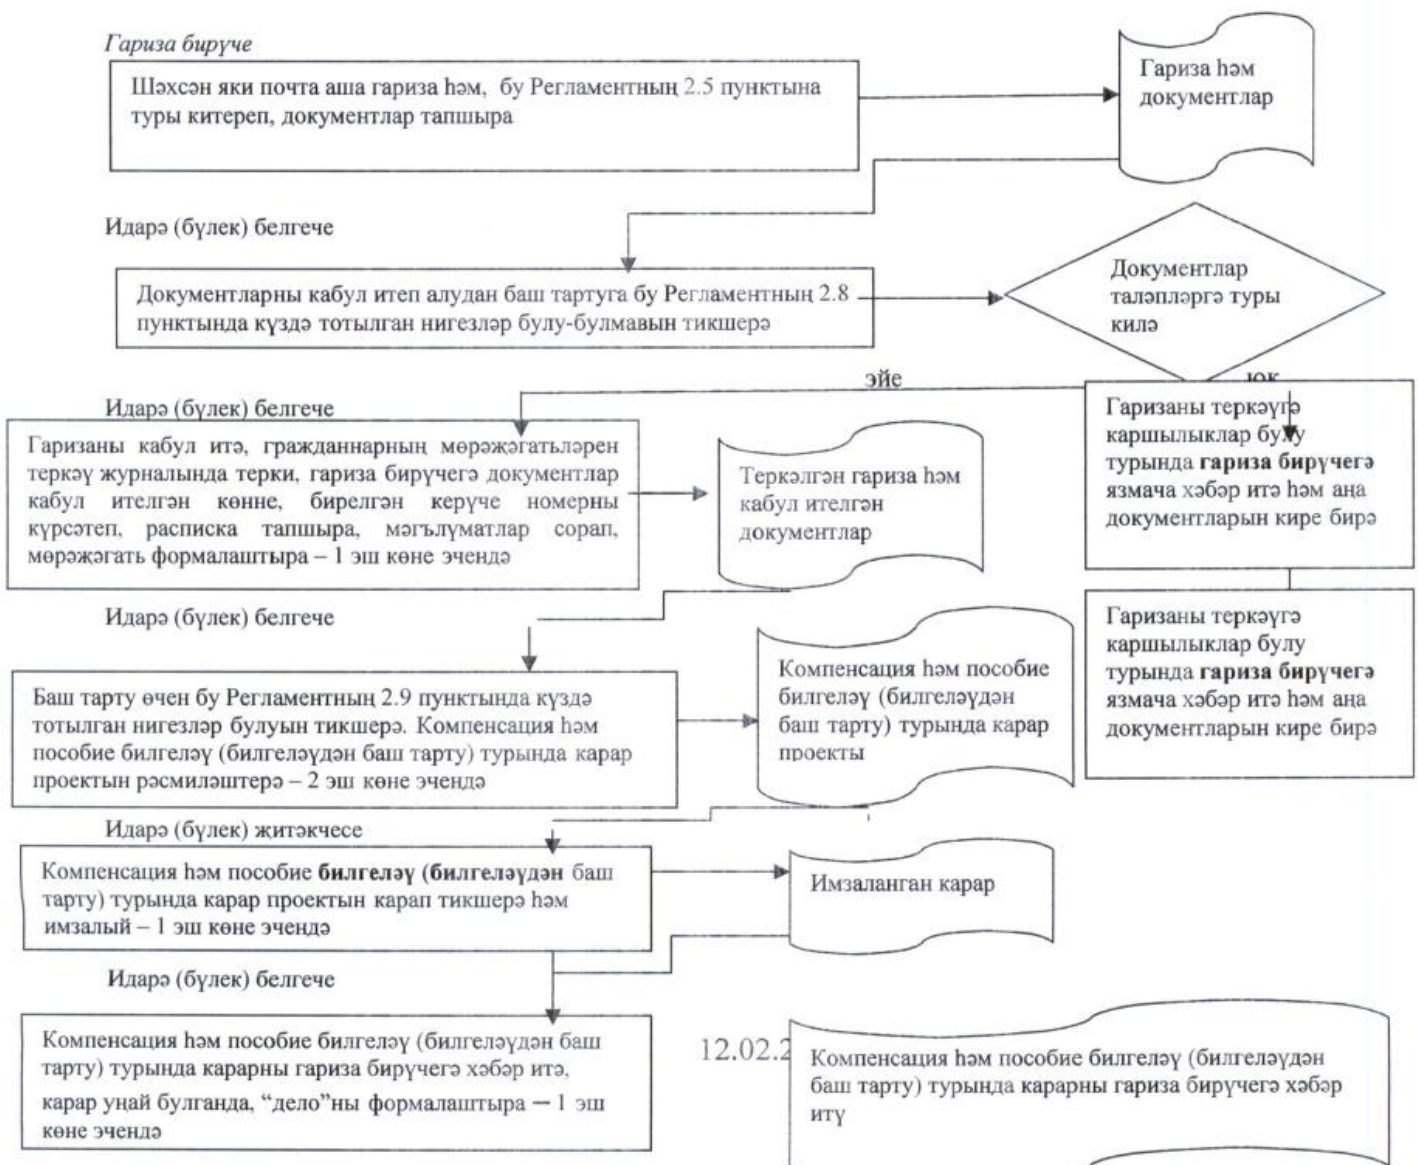 Гариза бирүче
Шәхсән яки почта аша гариза һәм, бу Регламентның 2.5 пунктына
туры китереп, документлар тапшыра
Гариза һәм
документлар
Идарә (бүлек) белгече
Документларны кабул итеп алудан баш тартуга бу Регламентның 2.8
пунктында күздә тотылган нигезләр булу-булмавын тикшерә
Документлар
таләпләргә туры
килә
эйе
юк
Идарә (бүлек) белгече
Гаризаны кабул итә, гражданнарның мөрәҗәгатьләрен
теркәү журналында терки, гариза бирүчегә документлар
кабул ителгән көнне, бирелгән керүче номерны
күрсәтеп, расписка тапшыра, мәгълүматлар сорап,
мөрәҗәгать формалаштыра – 1 эш көне эчендә
Теркәлгән гариза һәм
кабул ителгән
документлар
Гаризаны теркәүгә
каршылыклар булу
турында гариза бирүчегә
язмача хәбәр итә һәм аңа
документларын кире бирә
Идарә (бүлек) белгече
Баш тарту өчен бу Регламентның 2.9 пунктында күздә
тотылган нигезләр булуын тикшерә. Компенсация һәм
пособие билгеләү (билгеләүдән баш тарту) турында карар
проектын рәсмиләштерә – 2 эш көне эчендә
Компенсация һәм пособие
билгеләү (билгеләүдән
баш тарту) турында карар
проекты
Гаризаны теркәүгә
каршылыклар булу
турында гариза бирүчегә
язмача хәбәр итә һәм аңа
документларын кире бирә
Идарә (бүлек) җитәкчесе
Компенсация һәм пособие билгеләү (билгеләүдән баш
тарту) турында карар проектын карап тикшерә һәм
имзалый – 1 эш көне эчендә
Имзаланган карар
Идарә (бүлек) белгече
Компенсация һәм пособие билгеләү (билгеләүдән баш
тарту) турында карарны гариза бирүчегә хәбәр итә,
карар уңай булганда, “дело”ны формалаштыра — 1 эш
көне эчендә
12.02.2
Компенсация һәм пособие билгеләү (билгеләүдән
баш тарту) турында карарны гариза бирүчегә хәбәр
итү